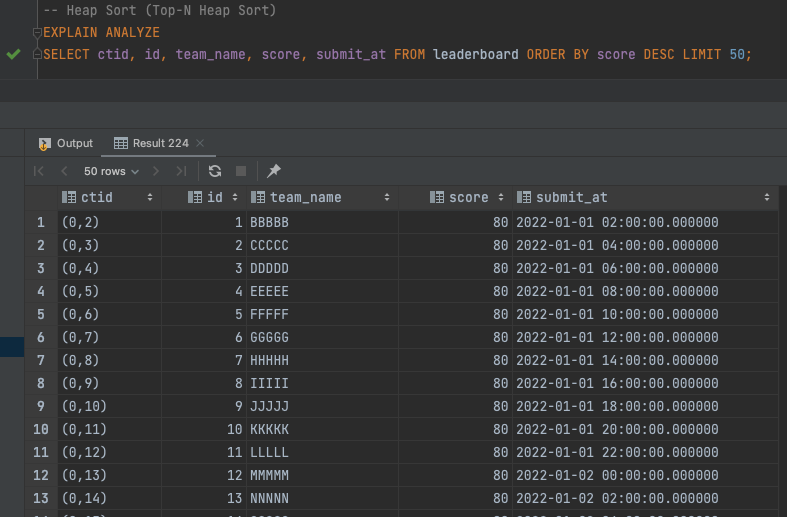 -- Heap Sort (Top-N Heap Sort)
EXPLAIN ANALYZE
SELECT ctid, id, team_name, score, submit_at FROM leaderboard ORDER BY score DESC LIMIT 50;
Output Result 224
50 rows
ctid id team_name score submit_at
1 (0,2) 1 BBBBB 80 2022-01-01 02:00:00.000000
2 (0,3) 2 CCCCC 80 2022-01-01 04:00:00.000000
3 (0,4) 3 DDDDD 80 2022-01-01 06:00:00.000000
4 (0,5) 4 EEEEE 80 2022-01-01 08:00:00.000000
5 (0,6) 5 FFFFF 80 2022-01-01 10:00:00.000000
6 (0,7) 6 GGGGG 80 2022-01-01 12:00:00.000000
7 (0,8) 7 HHHHH 80 2022-01-01 14:00:00.000000
8 (0,9) 8 IIIII 80 2022-01-01 16:00:00.000000
9 (0,10) 9 JJJJJ 80 2022-01-01 18:00:00.000000
10 (0,11) 10 KKKKK 80 2022-01-01 20:00:00.000000
11 (0,12) 11 LLLLL 80 2022-01-01 22:00:00.000000
12 (0,13) 12 MMMMM 80 2022-01-02 00:00:00.000000
13 (0,14) 13 NNNNN 80 2022-01-02 02:00:00.000000